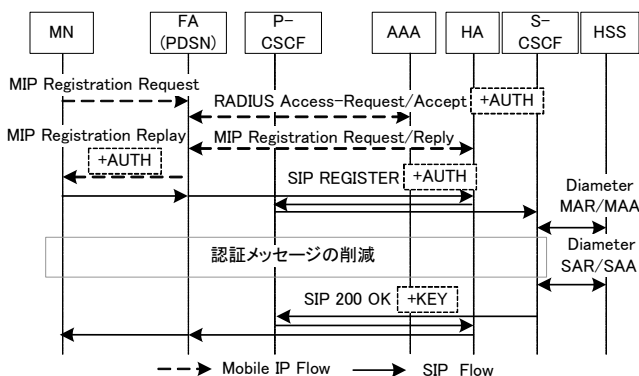 MN
FA
(PDSN)
P-
CSCF
AAA
HA
S-
CSCF
HSS
MIP Registration Request
RADIUS Access-Request/Accept
+AUTH
MIP Registration Replay
MIP Registration Request/Reply
+AUTH
SIP REGISTER
+AUTH
Diameter
MAR/MAA
認証メッセージの削減
Diameter
SAR/SAA
SIP 200 OK
+KEY
Mobile IP Flow
SIP Flow